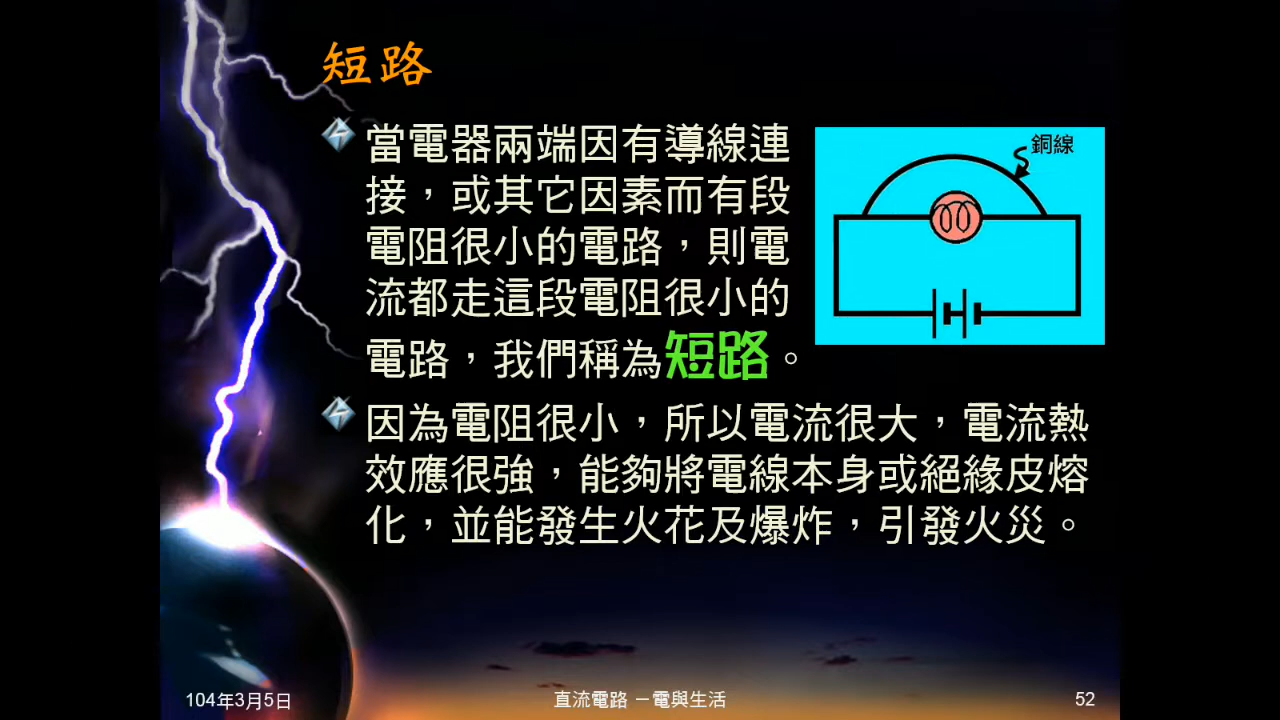 短路
當電器兩端因有導線連
接，或其它因素而有段
電阻很小的電路，則電
流都走這段電阻很小的
電路，我們稱為短路。
銅線
因為電阻很小，所以電流很大，電流熱
效應很強，能夠將電線本身或絕緣皮熔
化，並能發生火花及爆炸，引發火災。
104年3月5日
直流電路 －電與生活
52